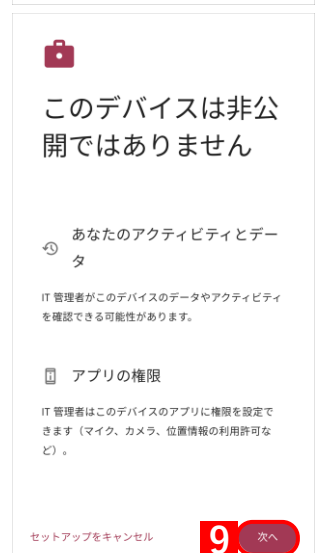 このデバイスは非公
開ではありません
あなたのアクティビティとデー
タ
IT 管理者がこのデバイスのデータやアクティビティ
を確認できる可能性があります。
アプリの権限
IT 管理者はこのデバイスのアプリに権限を設定で
きます（マイク、カメラ、位置情報の利用許可な
ど）。
セットアップをキャンセル 9 次へ